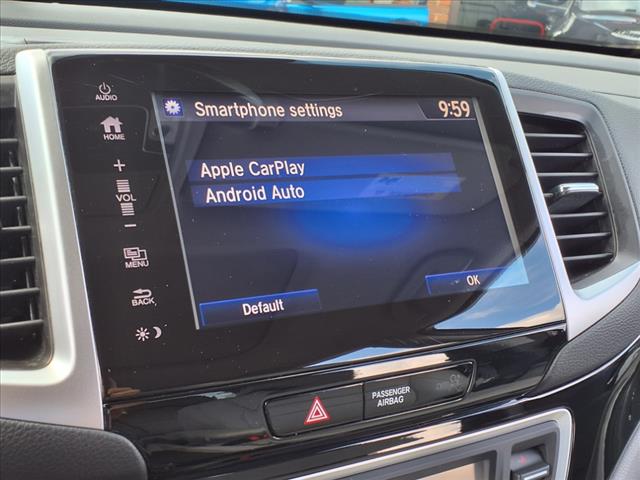 AUDIO
Smartphone settings 9:59
HOME
Apple CarPlay
+
Android Auto
VOL
-
MENU
BACK
Default OK
PASSENGER
AIRBAG